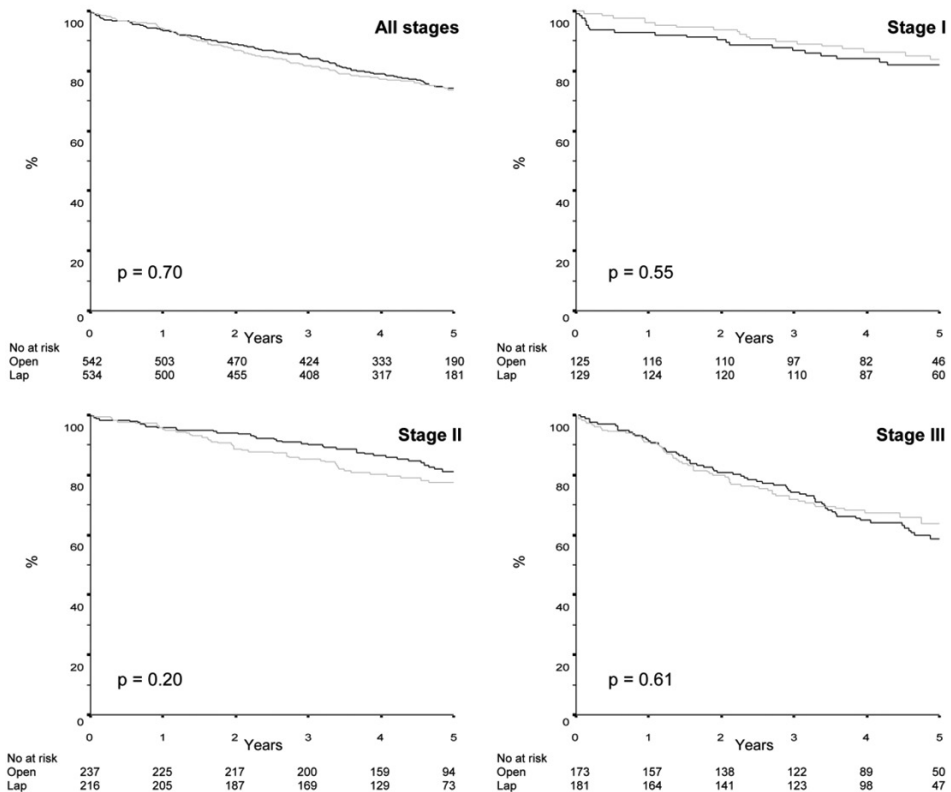 All stages
100
80
60
40
20
0
%
p = 0.70
0 1 2 3 4 5
Years
No at risk
Open 542 503 470 424 333 190
Lap 534 500 455 408 317 181
Stage I
100
80
60
40
20
0
%
p = 0.55
0 1 2 3 4 5
Years
No at risk
Open 125 116 110 97 82 46
Lap 129 124 120 110 87 60
Stage II
100
80
60
40
20
0
%
p = 0.20
0 1 2 3 4 5
Years
No at risk
Open 237 225 217 200 159 94
Lap 216 205 187 169 129 73
Stage III
100
80
60
40
20
0
%
p = 0.61
0 1 2 3 4 5
Years
No at risk
Open 173 157 138 122 89 50
Lap 181 164 141 123 98 47